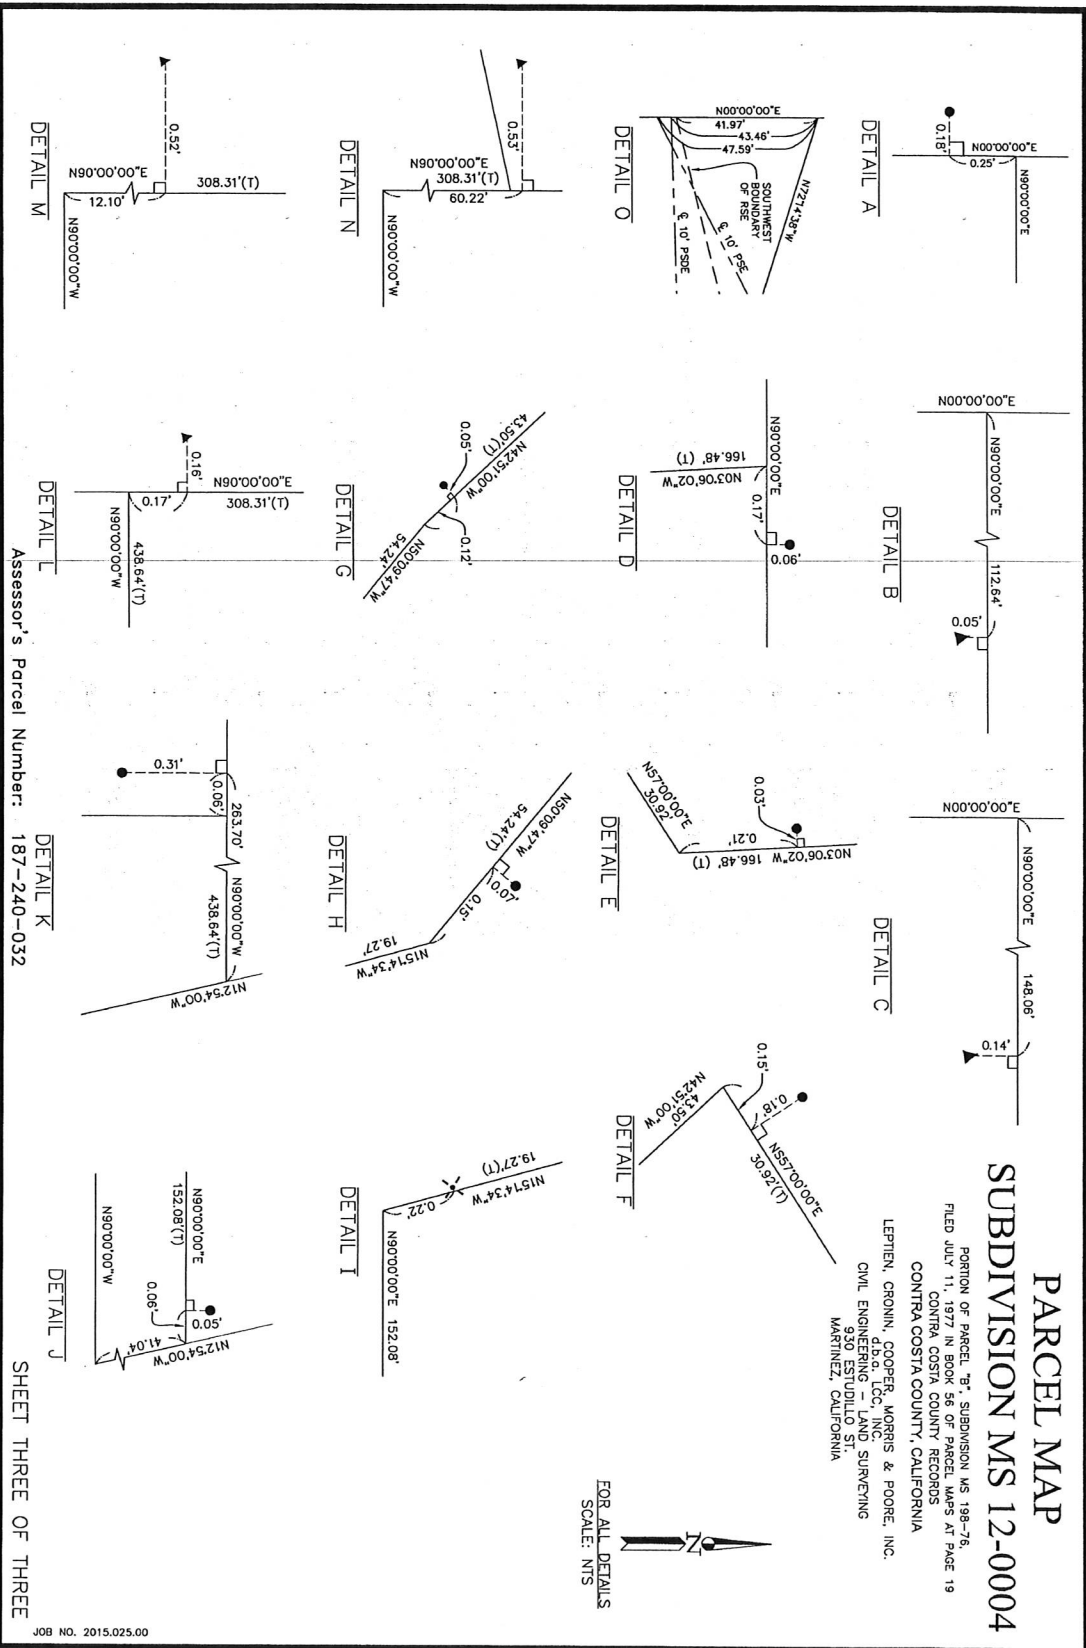 PARCEL MAP
SUBDIVISION MS 12-0004
PORTION OF PARCEL "B", SUBDIVISION MS 198-76,
FILED JULY 11, 1977 IN BOOK 56 OF PARCEL MAPS AT PAGE 19
CONTRA COSTA COUNTY RECORDS
CONTRA COSTA COUNTY, CALIFORNIA
LEPTIEN, CRONIN, COOPER, MORRIS & POORE, INC.
d.b.a. LCC, INC.
CIVIL ENGINEERING - LAND SURVEYING
930 ESTUDILLO ST.
MARTINEZ, CALIFORNIA
FOR ALL DETAILS
SCALE: NTS
N
N90°00'00"E
N00°00'00"E
0.25'
0.18'
DETAIL A
N00°00'00"E
N90°00'00"E
112.64'
0.05'
DETAIL B
N00°00'00"E
N90°00'00"E
148.06'
0.14'
DETAIL C
N90°00'00"E
0.17'
0.06'
N03°06'02"W
166.48' (T)
DETAIL D
N03°06'02"W 166.48' (T)
0.21'
0.03'
N57°00'00"E
30.92'
DETAIL E
0.15'
0.18'
NS57°00'00"E
30.92'(T)
43.50'
N42°51'00"W
DETAIL F
43.50'(T)
N42°51'00"W
0.05'
0.12'
N50°09'47"W
54.24'
DETAIL G
N50°09'47"W
54.24'(T)
0.07'
0.15'
N15°14'34"W
19.27'
DETAIL H
N15°14'34"W
19.27'(T)
0.22'
N90°00'00"E 152.08'
DETAIL I
N90°00'00"E
152.08'(T)
0.05'
0.06'
N12°54'00"W
41.04'
N90°00'00"W
DETAIL J
263.70'
N90°00'00"W
438.64'(T)
0.06'
0.31'
N12°54'00"W
DETAIL K
308.31'(T)
N90°00'00"E
0.16'
0.17'
438.64'(T)
N90°00'00"W
DETAIL L
0.52'
308.31'(T)
N90°00'00"E
12.10'
N90°00'00"W
DETAIL M
0.53'
N90°00'00"E
308.31'(T)
60.22'
N90°00'00"W
DETAIL N
N00°00'00"E
41.97'
43.46'
47.59'
N72°14'38"W
SOUTHWEST
BOUNDARY
OF RSE
℄ 10' PSE
℄ 10' PSDE
DETAIL O
Assessor's Parcel Number: 187-240-032
SHEET THREE OF THREE
JOB NO. 2015.025.00